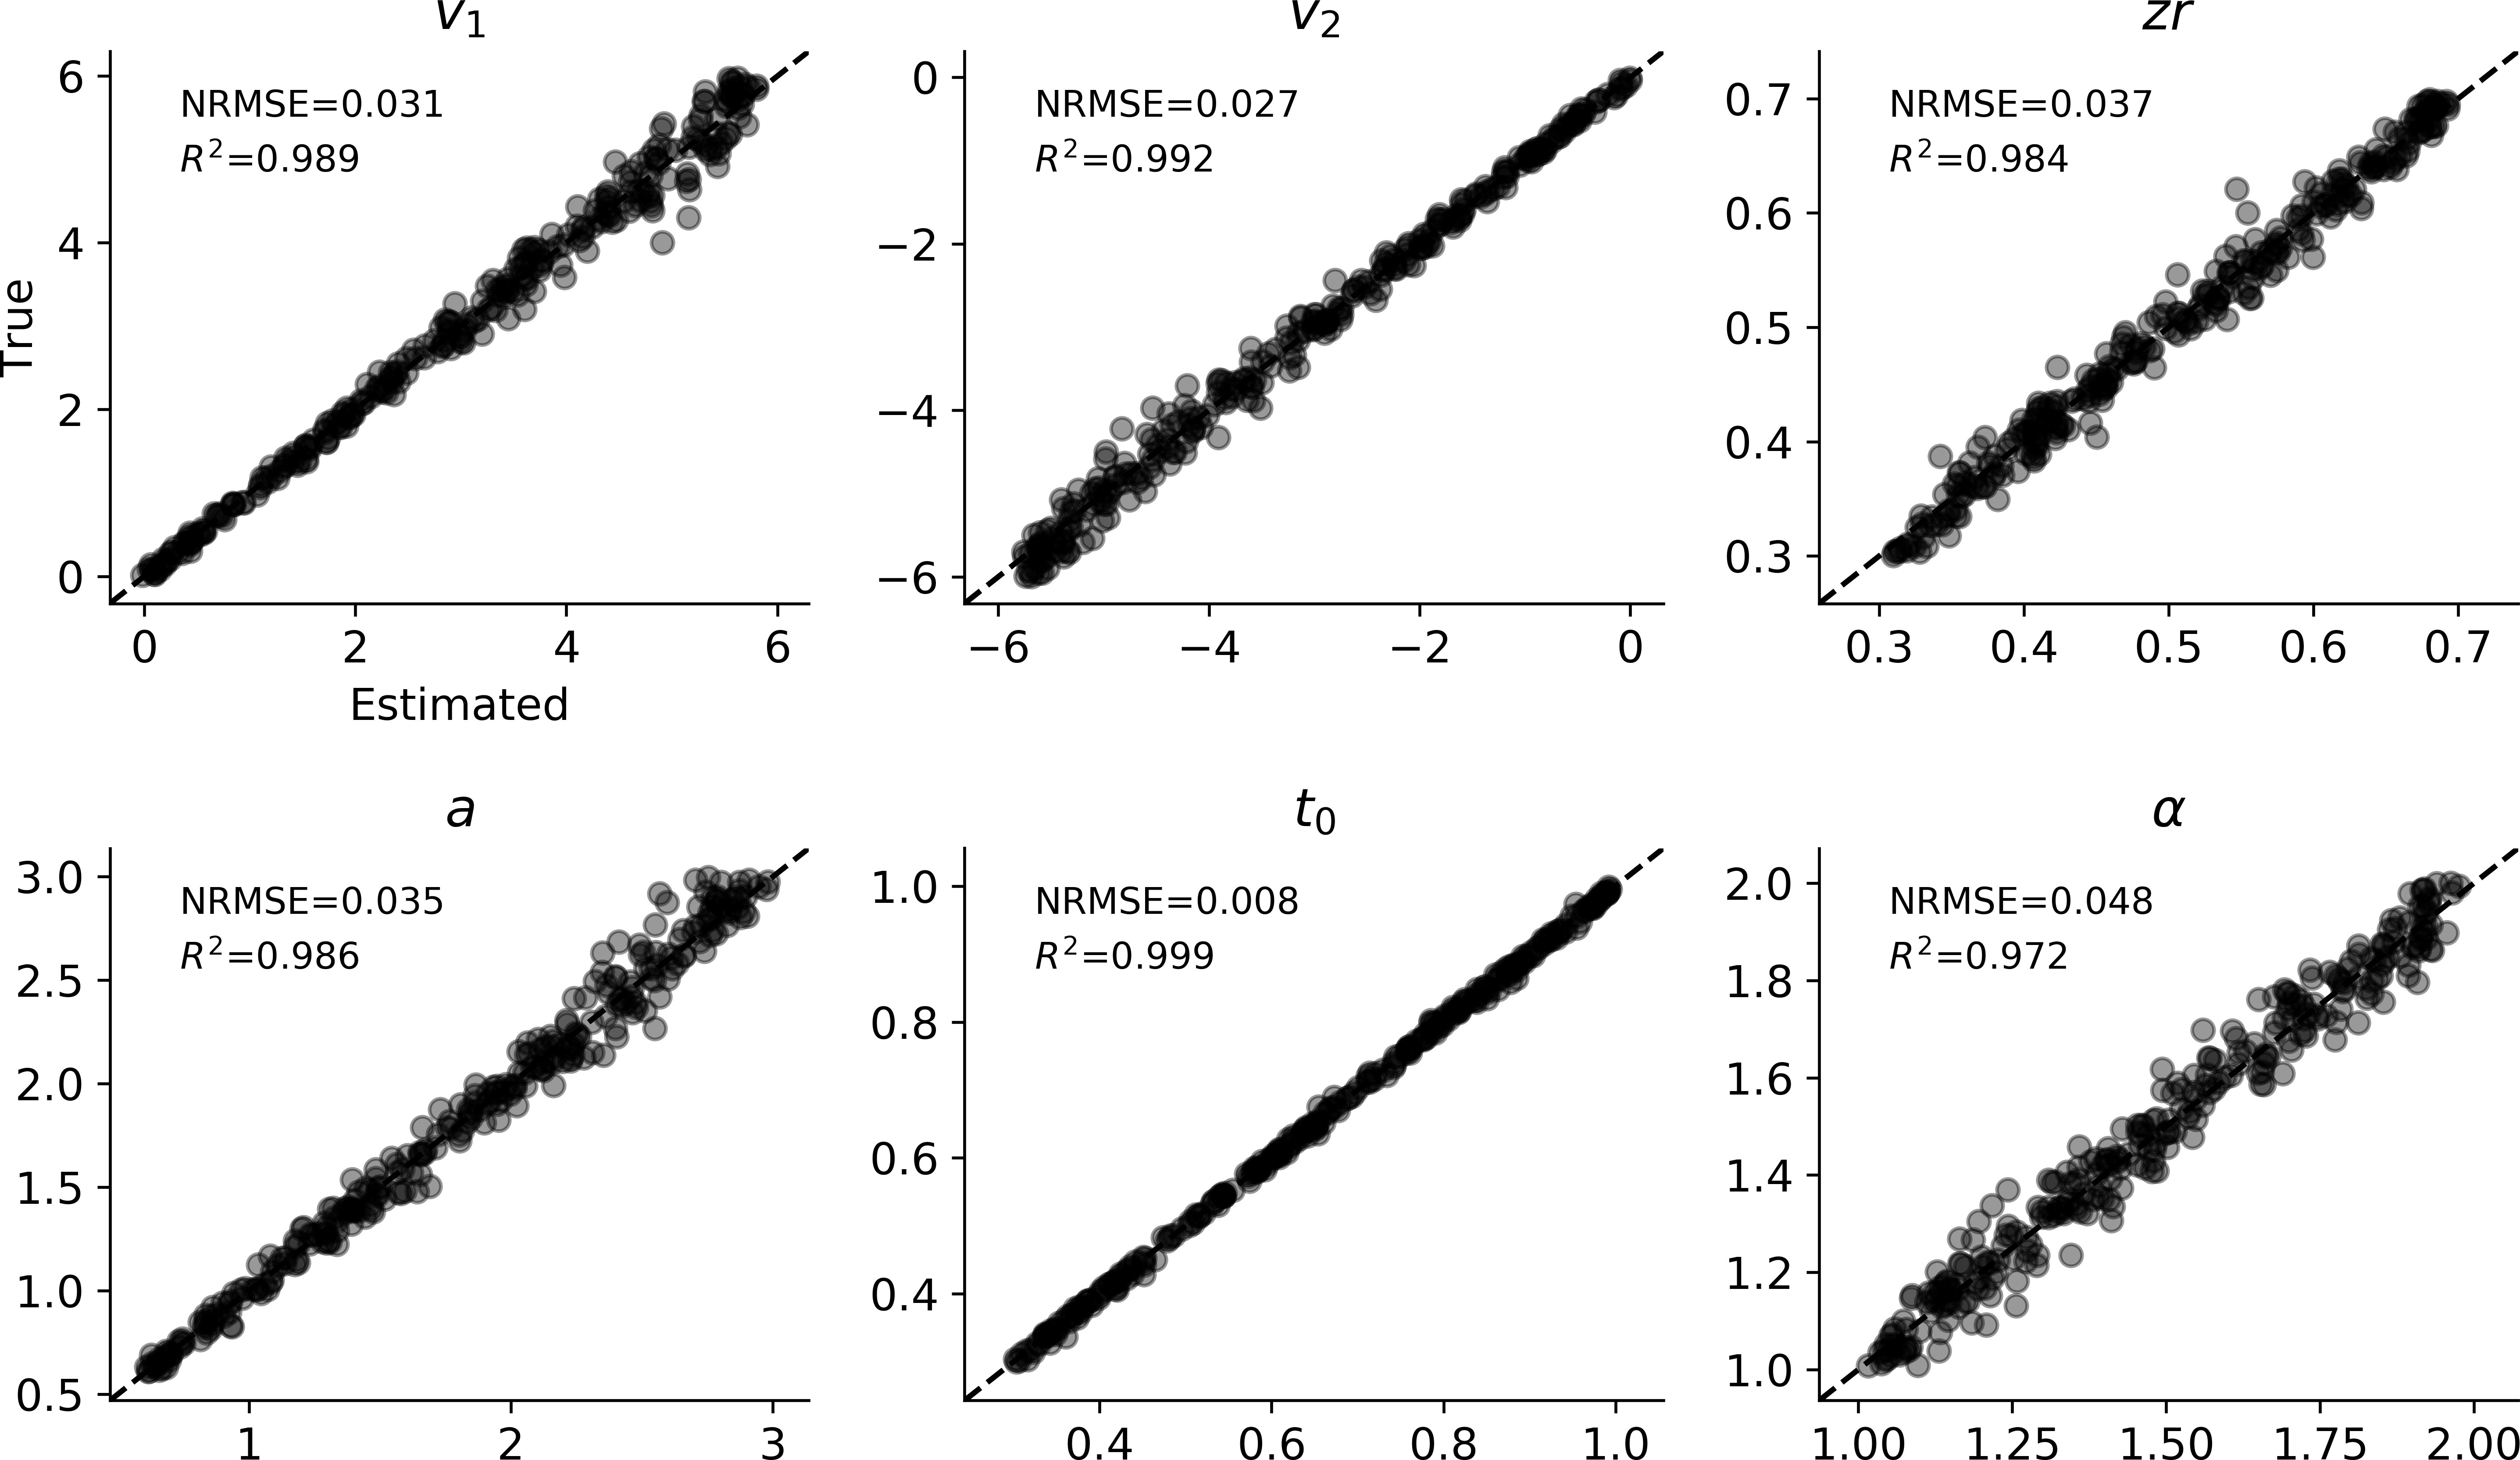 v₁
NRMSE=0.031
R²=0.989
6
4
2
0
0 2 4 6
True
Estimated
v₂
NRMSE=0.027
R²=0.992
0
−2
−4
−6
−6 −4 −2 0
zr
NRMSE=0.037
R²=0.984
0.7
0.6
0.5
0.4
0.3
0.3 0.4 0.5 0.6 0.7
a
NRMSE=0.035
R²=0.986
3.0
2.5
2.0
1.5
1.0
0.5
1 2 3
t₀
NRMSE=0.008
R²=0.999
1.0
0.8
0.6
0.4
0.4 0.6 0.8 1.0
α
NRMSE=0.048
R²=0.972
2.0
1.8
1.6
1.4
1.2
1.0
1.00 1.25 1.50 1.75 2.00